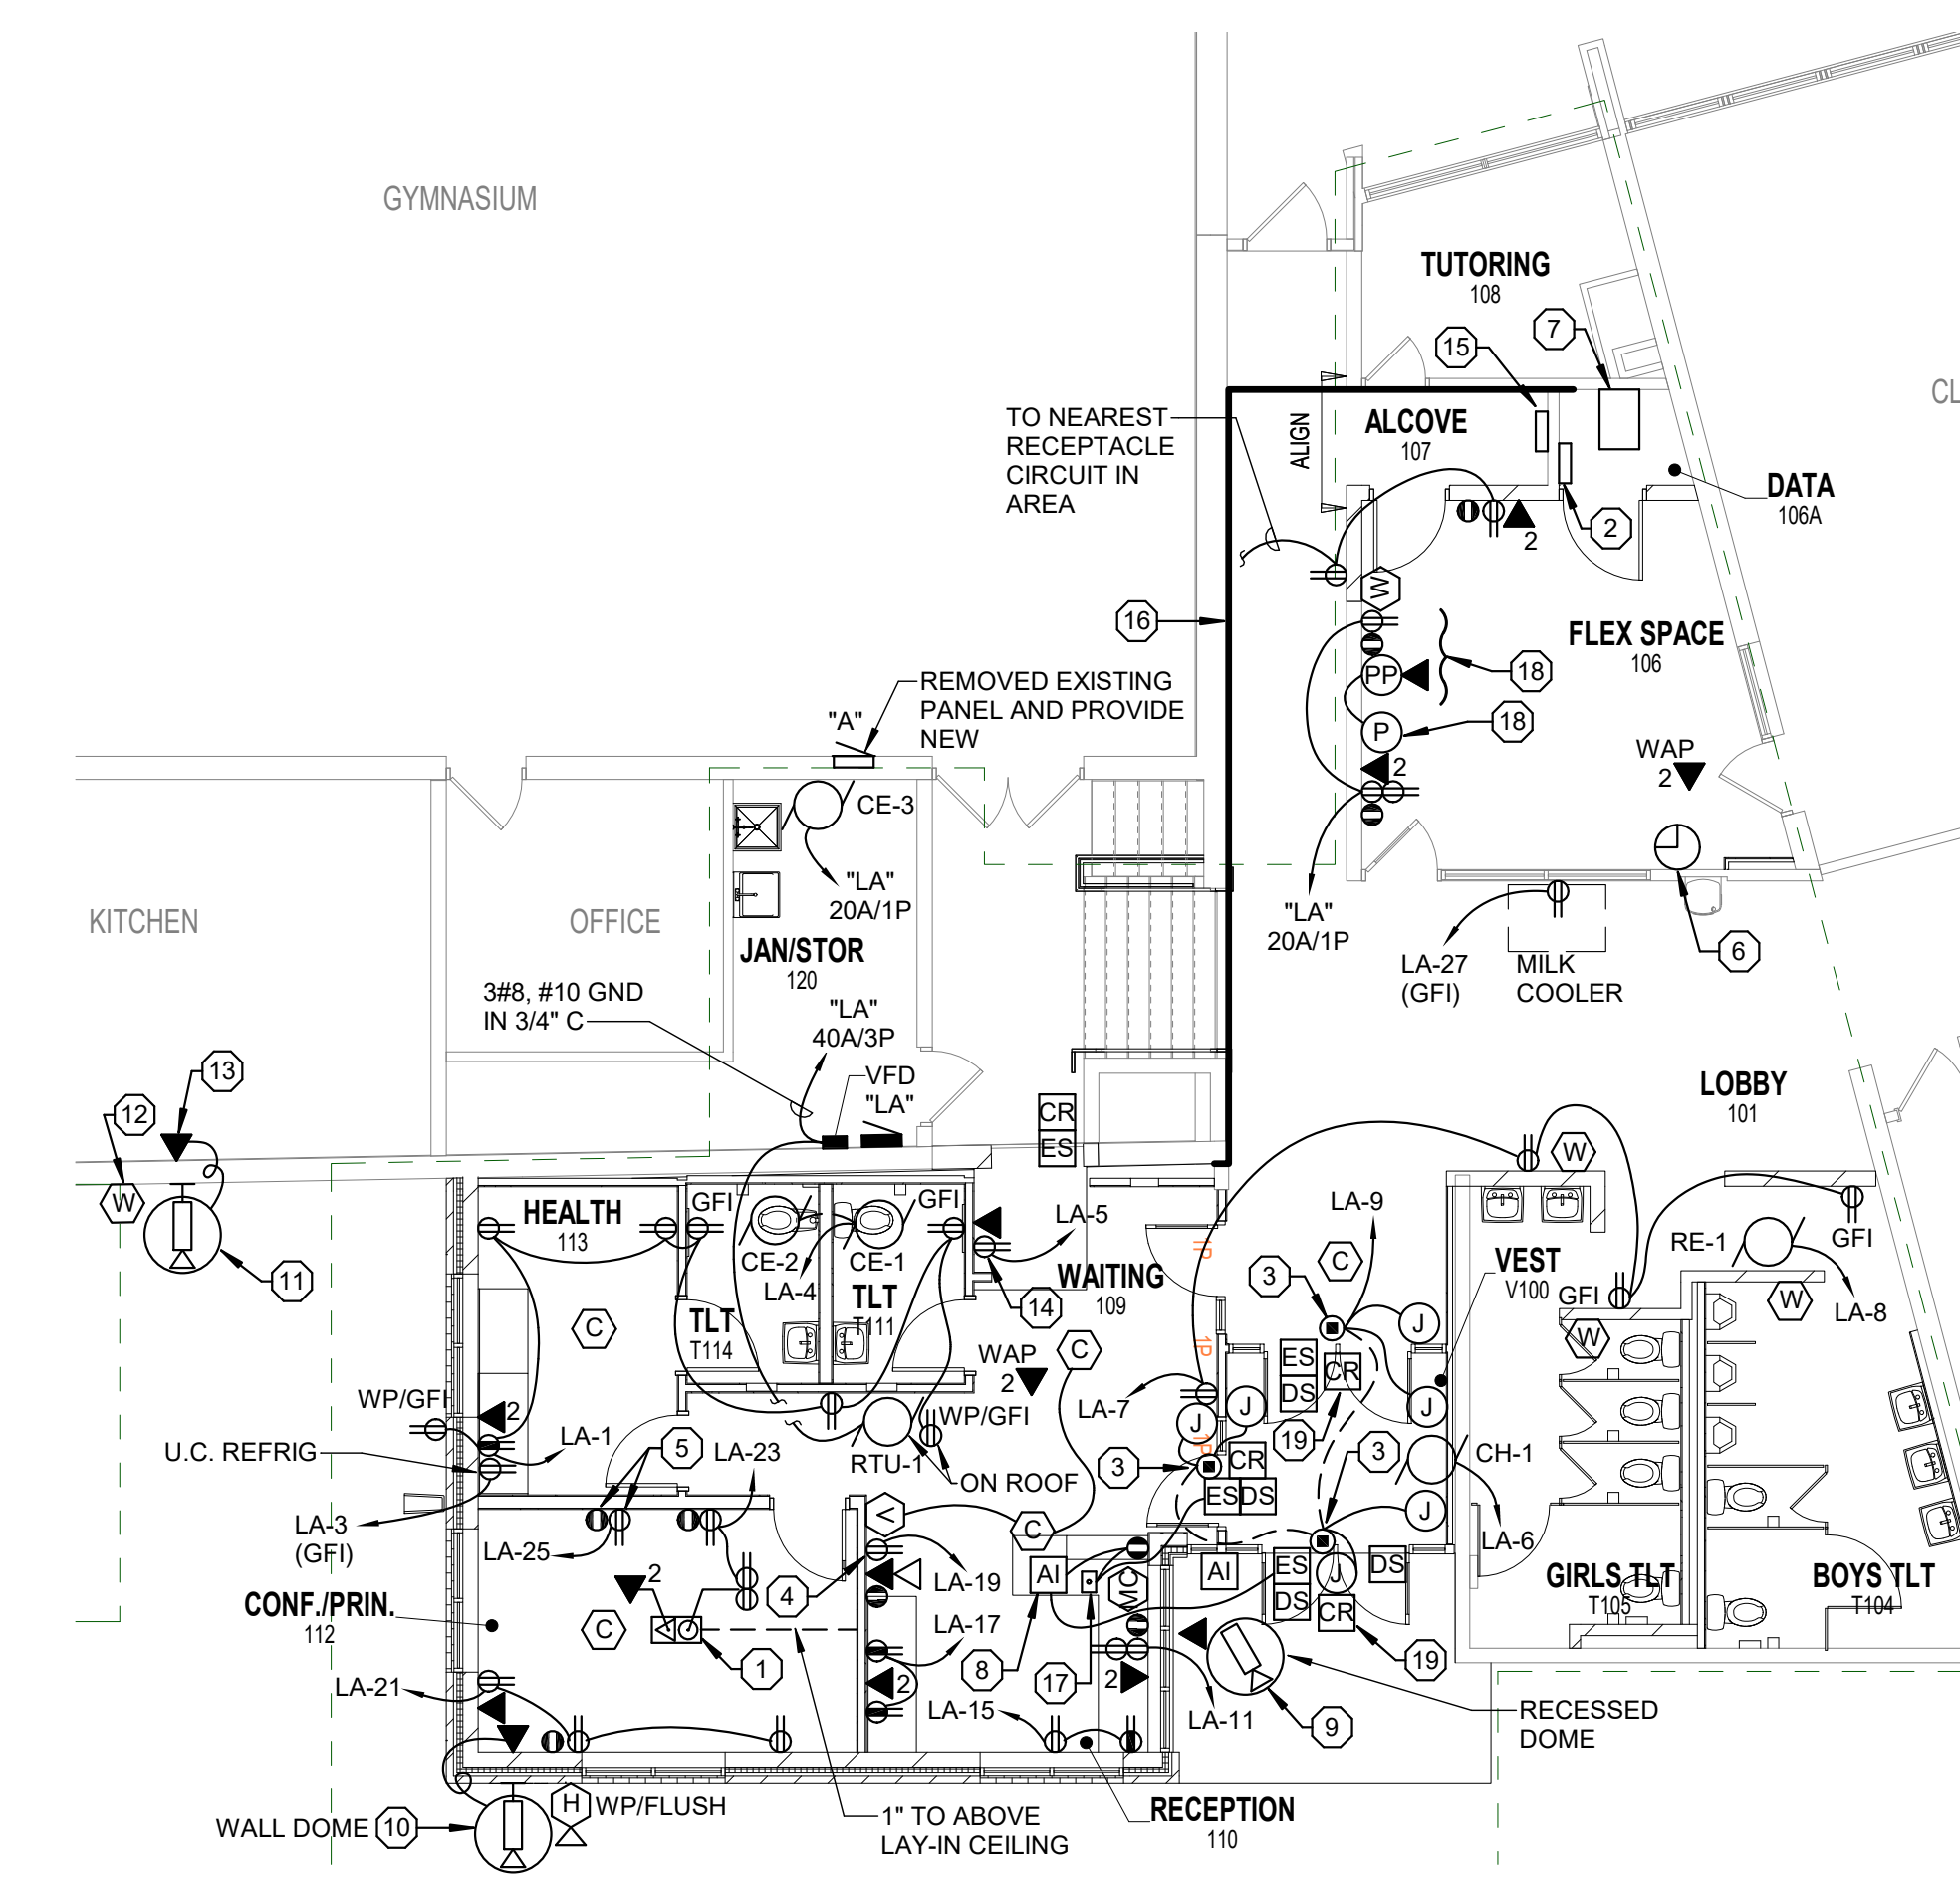 GYMNASIUM
TUTORING
108
7
15
CL
TO NEAREST
RECEPTACLE
CIRCUIT IN
AREA
ALIGN
ALCOVE
107
DATA
106A
2
2
W
16
FLEX SPACE
106
PP
18
P
18
REMOVED EXISTING
PANEL AND PROVIDE
NEW
"A"
WAP
2
2
CE-3
"LA"
20A/1P
"LA"
20A/1P
KITCHEN
OFFICE
JAN/STOR
120
LA-27
(GFI)
MILK
COOLER
6
3#8, #10 GND
IN 3/4" C
"LA"
40A/3P
VFD
"LA"
13
12
W
11
CR
ES
LOBBY
101
W
HEALTH
113
GFI
GFI
CE-2
CE-1
LA-4
TLT
T114
TLT
T111
LA-5
WAITING
109
14
1P
1P
1P
LA-9
C
3
VEST
V100
RE-1
GFI
GFI
W
LA-8
W
C
C
WAP
2
J
ES
DS
CR
LA-7
J
J
J
WP/GFI
2
U.C. REFRIG
LA-1
5
LA-23
RTU-1
WP/GFI
ON ROOF
3
19
3
CR
ES
DS
CH-1
J
LA-6
LA-3
(GFI)
LA-25
V
C
4
LA-19
AI
MC
AI
ES
DS
J
CR
DS
GIRLS TLT
T105
BOYS TLT
T104
CONF./PRIN.
112
2
C
1
LA-17
8
17
2
2
19
LA-21
LA-15
LA-11
9
RECESSED
DOME
WALL DOME
10
H
WP/FLUSH
1" TO ABOVE
LAY-IN CEILING
RECEPTION
110